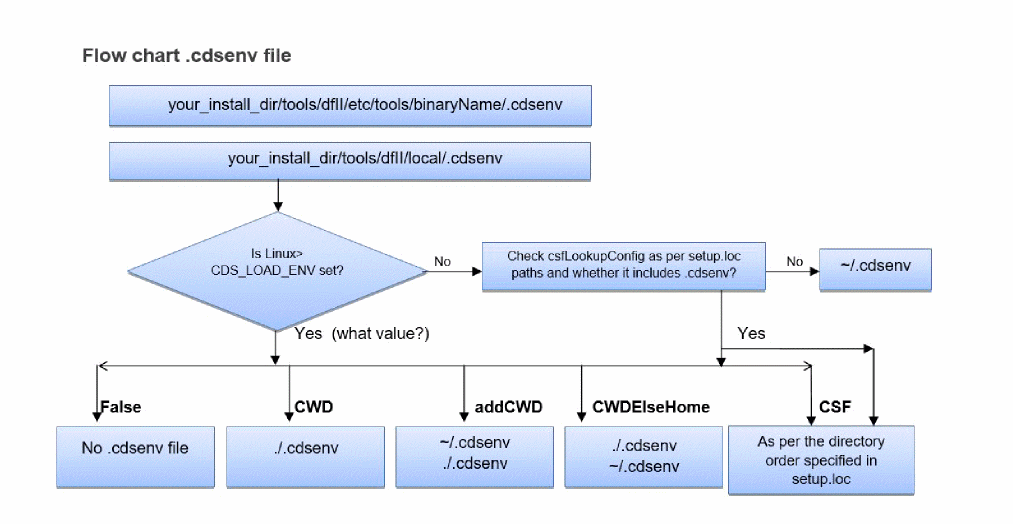 Flow chart .cdsenv file
your_install_dir/tools/dfII/etc/tools/binaryName/.cdsenv
your_install_dir/tools/dfII/local/.cdsenv
Is Linux>
CDS_LOAD_ENV set?
No
Check csfLookupConfig as per setup.loc
paths and whether it includes .cdsenv?
No
~/.cdsenv
Yes (what value?)
Yes
False
CWD
addCWD
CWDElseHome
CSF
No .cdsenv file
./.cdsenv
~/.cdsenv
./.cdsenv
./.cdsenv
~/.cdsenv
As per the directory
order specified in
setup.loc